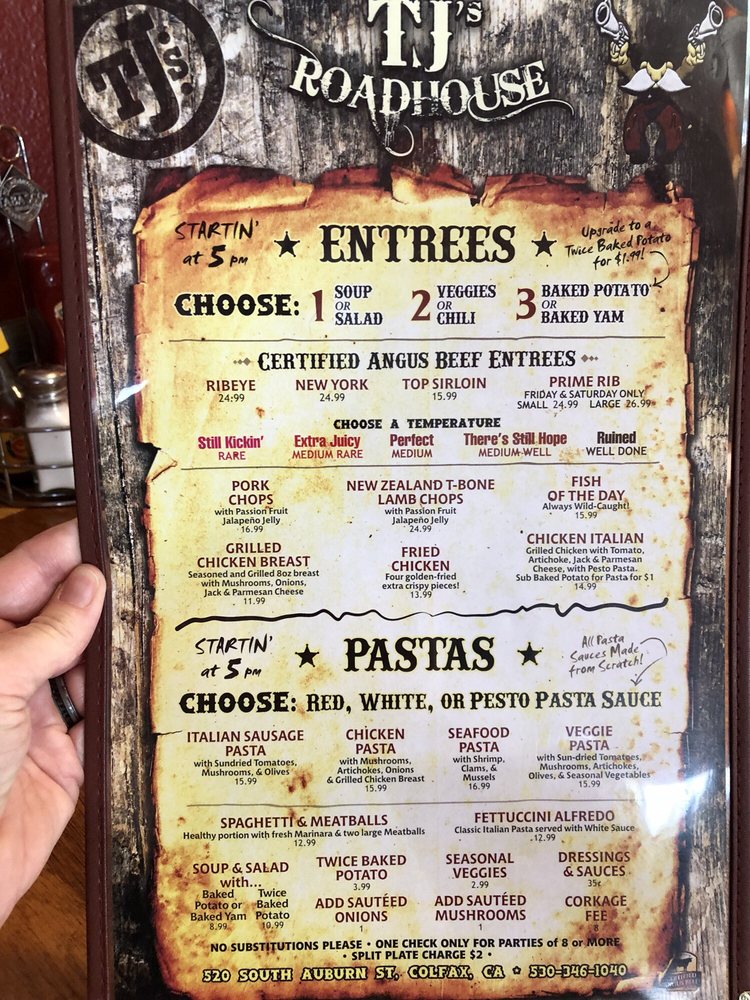 TJ's
TJ's
ROADHOUSE
STARTIN'
at 5 pm
ENTREES
Upgrade to a
Twice Baked Potato
for $1.99!
CHOOSE: 1 SOUP OR SALAD 2 VEGGIES OR CHILI 3 BAKED POTATO OR BAKED YAM
CERTIFIED ANGUS BEEF ENTREES
RIBEYE NEW YORK TOP SIRLOIN PRIME RIB
24.99 24.99 15.99 FRIDAY & SATURDAY ONLY
SMALL 24.99 LARGE 26.99
CHOOSE A TEMPERATURE
Still Kickin' Extra Juicy Perfect There's Still Hope Ruined
RARE MEDIUM RARE MEDIUM MEDIUM WELL WELL DONE
PORK
CHOPS
with Passion Fruit
Jalapeño Jelly
16.99
NEW ZEALAND T-BONE
LAMB CHOPS
with Passion Fruit
Jalapeño Jelly
24.99
FISH
OF THE DAY
Always Wild-Caught!
15.99
GRILLED
CHICKEN BREAST
Seasoned and Grilled 8oz breast
with Mushrooms, Onions,
Jack & Parmesan Cheese
11.99
FRIED
CHICKEN
Four golden-fried
extra crispy pieces!
13.99
CHICKEN ITALIAN
Grilled Chicken with Tomato,
Artichoke, Jack & Parmesan
Cheese, with Pesto Pasta.
Sub Baked Potato for Pasta for $1
14.99
STARTIN'
at 5 pm
PASTAS
All Pasta
Sauces Made
from Scratch!
CHOOSE: RED, WHITE, OR PESTO PASTA SAUCE
ITALIAN SAUSAGE
PASTA
with Sundried Tomatoes,
Mushrooms, & Olives
15.99
CHICKEN
PASTA
with Mushrooms,
Artichokes, Onions
& Grilled Chicken Breast
15.99
SEAFOOD
PASTA
with Shrimp,
Clams, &
Mussels
16.99
VEGGIE
PASTA
with Sun-dried Tomatoes,
Mushrooms, Artichokes,
Olives, & Seasonal Vegetables
15.99
SPAGHETTI & MEATBALLS
Healthy portion with fresh Marinara & two large Meatballs
12.99
FETTUCCINI ALFREDO
Classic Italian Pasta served with White Sauce
12.99
SOUP & SALAD
with...
Baked
Potato or
Baked Yam
8.99
Twice
Baked
Potato
10.99
TWICE BAKED
POTATO
3.99
SEASONAL
VEGGIES
2.99
DRESSINGS
& SAUCES
35¢
ADD SAUTÉED
ONIONS
1
ADD SAUTÉED
MUSHROOMS
1
CORKAGE
FEE
8
NO SUBSTITUTIONS PLEASE • ONE CHECK ONLY FOR PARTIES of 8 or MORE
• SPLIT PLATE CHARGE $2 •
520 SOUTH AUBURN ST, COLFAX, CA 530-346-1040